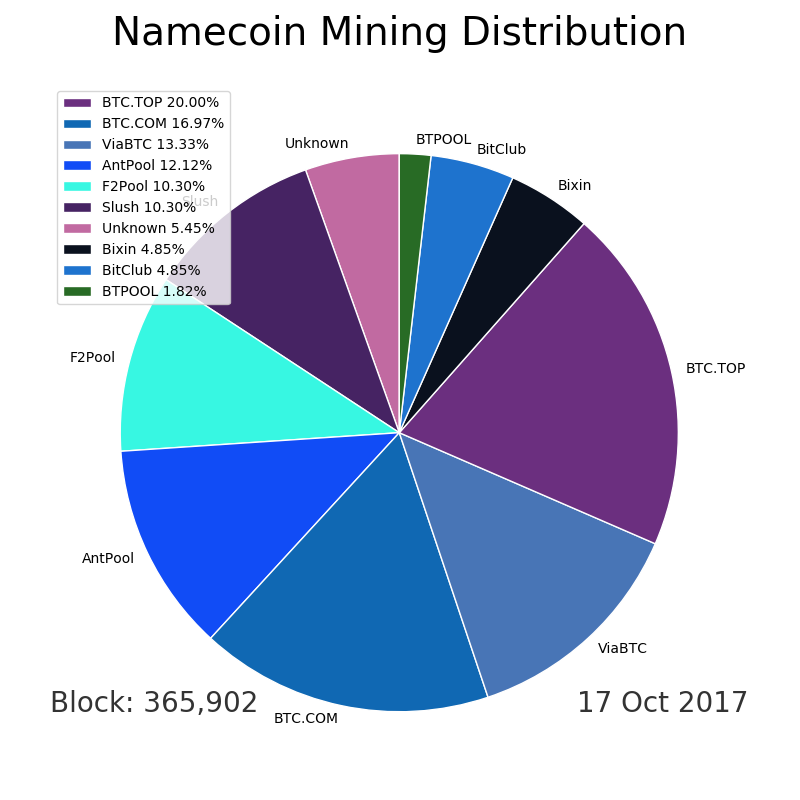 Namecoin Mining Distribution
BTC.TOP 20.00%
BTC.COM 16.97%
ViaBTC 13.33%
AntPool 12.12%
F2Pool 10.30%
Slush 10.30%
Unknown 5.45%
Bixin 4.85%
BitClub 4.85%
BTPOOL 1.82%
Unknown
BTPOOL
BitClub
Bixin
Slush
F2Pool
BTC.TOP
AntPool
ViaBTC
BTC.COM
Block: 365,902
17 Oct 2017